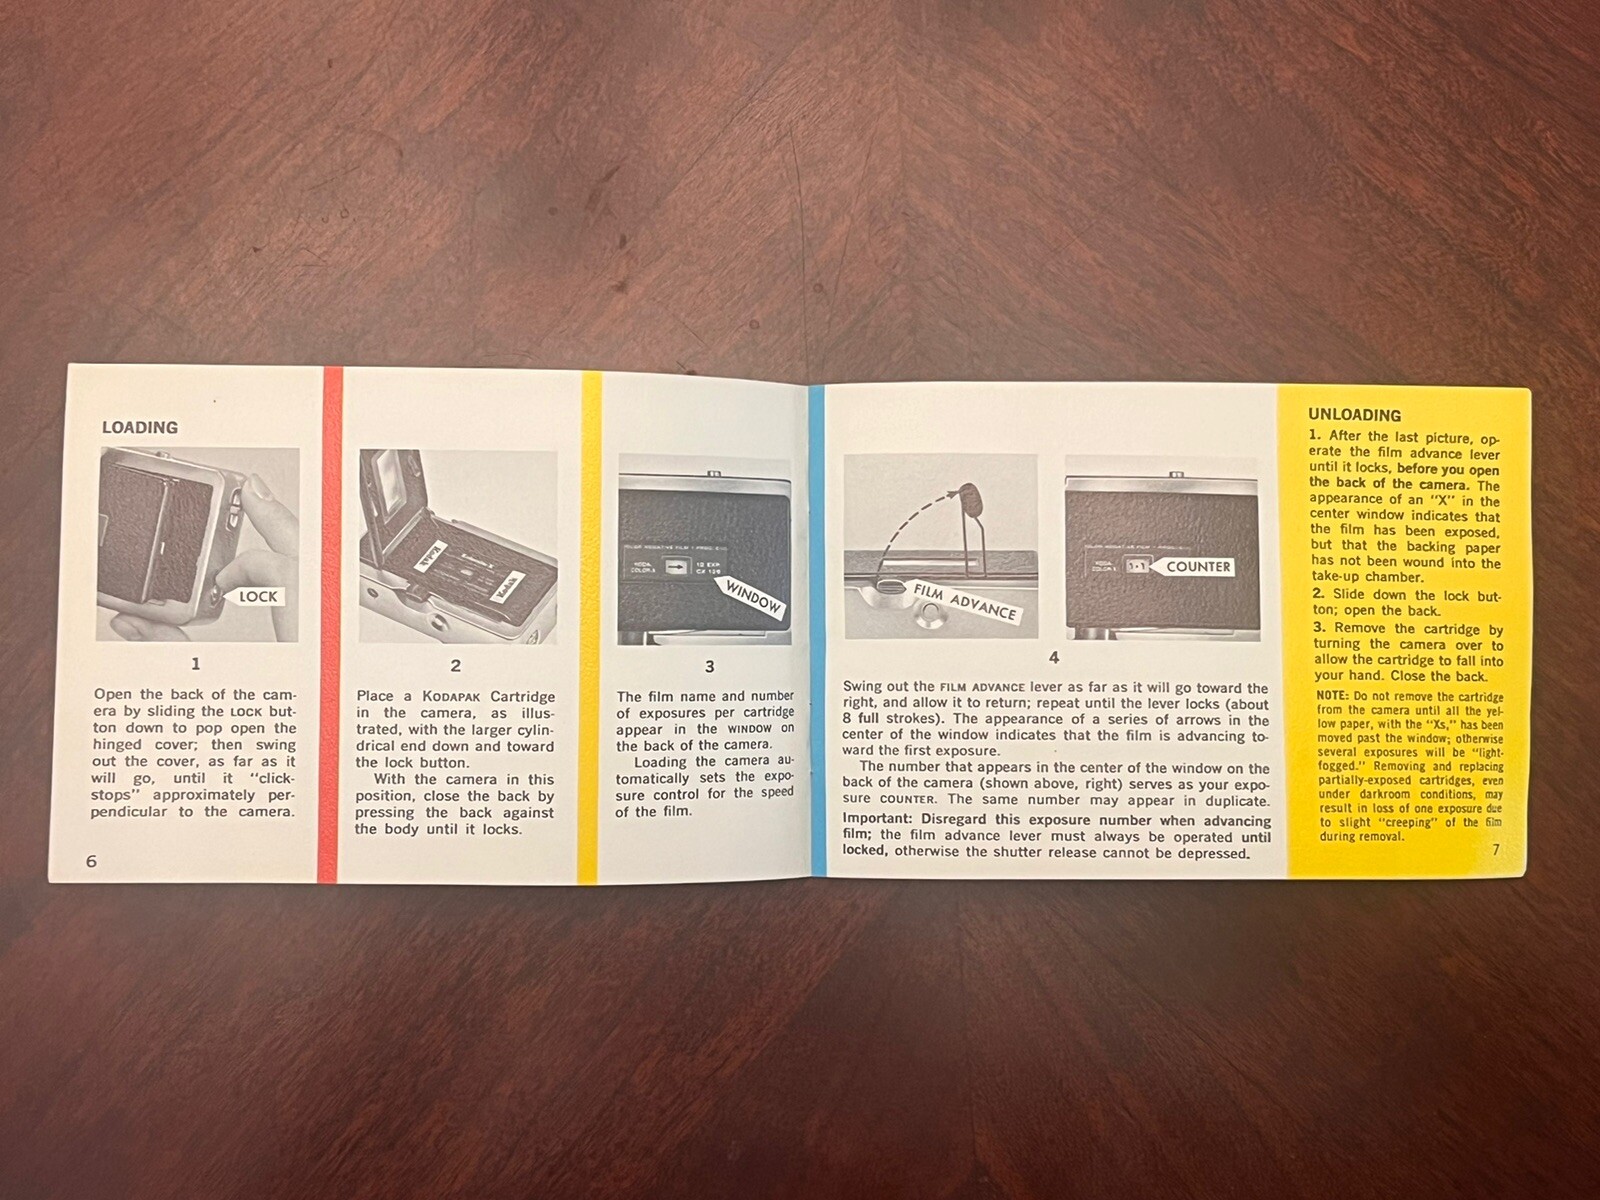 LOADING
LOCK
1
Open the back of the cam-
era by sliding the LOCK but-
ton down to pop open the
hinged cover; then swing
out the cover, as far as it
will go, until it "click-
stops" approximately per-
pendicular to the camera.
6
Kodak
Kodak
2
Place a KODAPAK Cartridge
in the camera, as illus-
trated, with the larger cylin-
drical end down and toward
the lock button.
With the camera in this
position, close the back by
pressing the back against
the body until it locks.
12 EXP
CX 126
WINDOW
3
The film name and number
of exposures per cartridge
appear in the WINDOW on
the back of the camera.
Loading the camera au-
tomatically sets the expo-
sure control for the speed
of the film.
FILM ADVANCE
COUNTER
4
Swing out the FILM ADVANCE lever as far as it will go toward the
right, and allow it to return; repeat until the lever locks (about
8 full strokes). The appearance of a series of arrows in the
center of the window indicates that the film is advancing to-
ward the first exposure.
The number that appears in the center of the window on the
back of the camera (shown above, right) serves as your expo-
sure COUNTER. The same number may appear in duplicate.
Important: Disregard this exposure number when advancing
film; the film advance lever must always be operated until
locked, otherwise the shutter release cannot be depressed.
UNLOADING
1. After the last picture, op-
erate the film advance lever
until it locks, before you open
the back of the camera. The
appearance of an "X" in the
center window indicates that
the film has been exposed,
but that the backing paper
has not been wound into the
take-up chamber.
2. Slide down the lock but-
ton; open the back.
3. Remove the cartridge by
turning the camera over to
allow the cartridge to fall into
your hand. Close the back.
NOTE: Do not remove the cartridge
from the camera until all the yel-
low paper, with the "Xs," has been
moved past the window; otherwise
several exposures will be "light-
fogged." Removing and replacing
partially-exposed cartridges, even
under darkroom conditions, may
result in loss of one exposure due
to slight "creeping" of the film
during removal.
7